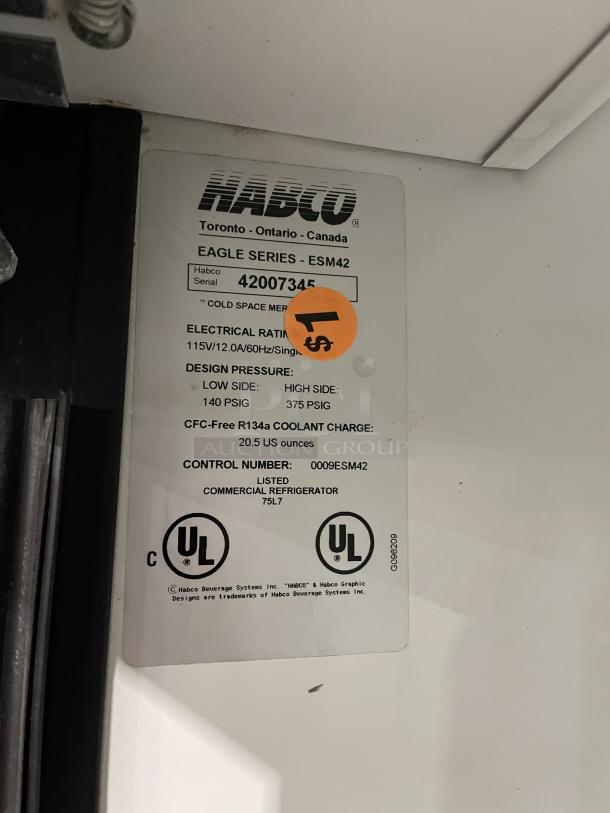 HABCO ®
Toronto - Ontario - Canada
EAGLE SERIES - ESM42
Habco
Serial 42007345
™ COLD SPACE
$1
ELECTRICAL
115V/12.0A/60Hz/
DESIGN PRESSURE:
LOW SIDE: HIGH SIDE:
140 PSIG 375 PSIG
CFC-Free R134a COOLANT CHARGE:
AUCTION GROUP
20.5 US ounces
CONTROL NUMBER: 0009ESM42
LISTED
COMMERCIAL REFRIGERATOR
75L7
C UL ® UL ®
G096209
© Habco Beverage Systems Inc. "HABCO" & Habco Graphic
Designs are trademarks of Habco Beverage Systems Inc.